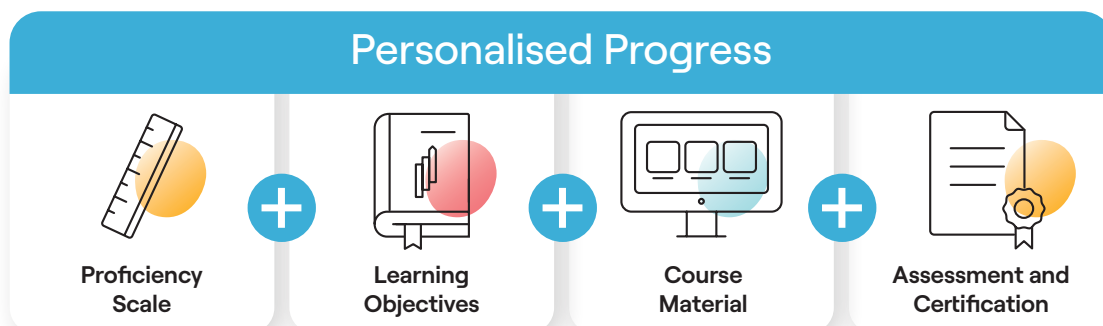 Personalised Progress
Proficiency
Scale
Learning
Objectives
Course
Material
Assessment and
Certification